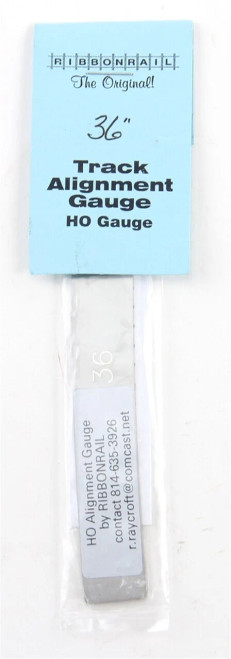 RIBBONRAIL
The Original!
36"
Track
Alignment
Gauge
HO Gauge
36
HO Alignment Gauge
by RIBBONRAIL
contact 814-635-3926
r.raycroft@comcast.net